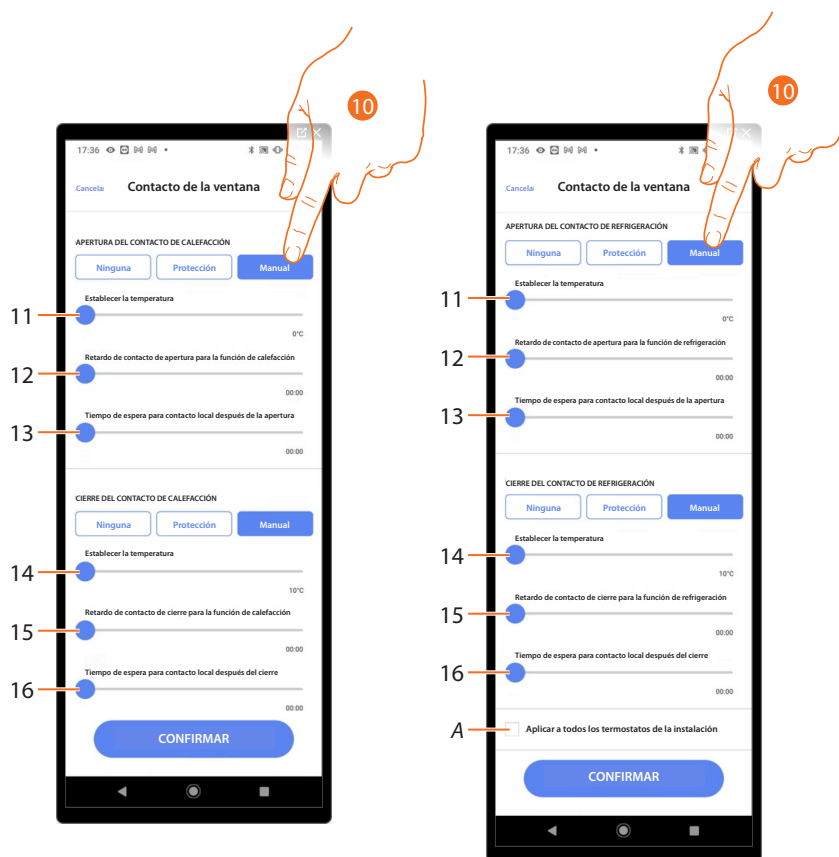 10
17:36
Cancelar
Contacto de la ventana
APERTURA DEL CONTACTO DE CALEFACCIÓN
Ninguna
Protección
Manual
11
Establecer la temperatura
0°C
12
Retardo de contacto de apertura para la función de calefacción
00:00
13
Tiempo de espera para contacto local después de la apertura
00:00
CIERRE DEL CONTACTO DE CALEFACCIÓN
Ninguna
Protección
Manual
14
Establecer la temperatura
10°C
15
Retardo de contacto de cierre para la función de calefacción
00:00
16
Tiempo de espera para contacto local después del cierre
00:00
CONFIRMAR
10
17:36
Cancelar
Contacto de la ventana
APERTURA DEL CONTACTO DE REFRIGERACIÓN
Ninguna
Protección
Manual
11
Establecer la temperatura
0°C
12
Retardo de contacto de apertura para la función de refrigeración
00:00
13
Tiempo de espera para contacto local después de la apertura
00:00
CIERRE DEL CONTACTO DE REFRIGERACIÓN
Ninguna
Protección
Manual
14
Establecer la temperatura
10°C
15
Retardo de contacto de cierre para la función de refrigeración
00:00
16
Tiempo de espera para contacto local después del cierre
00:00
A
Aplicar a todos los termostatos de la instalación
CONFIRMAR